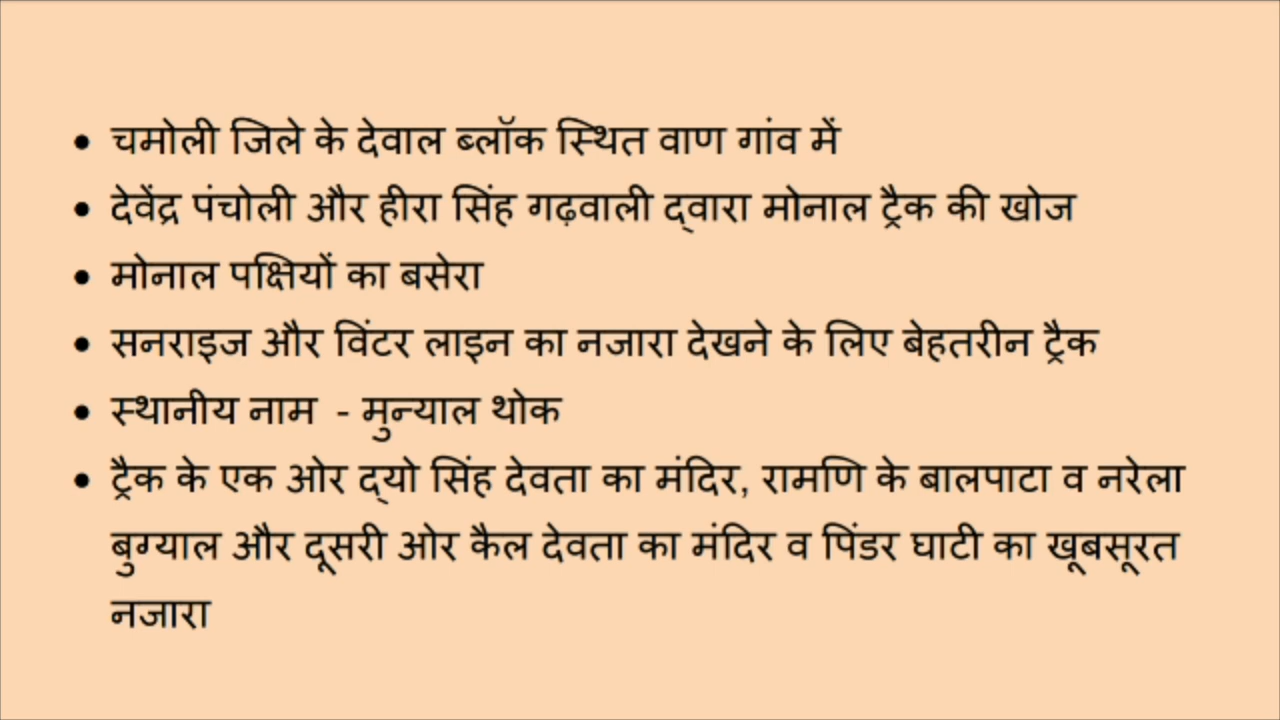 • चमोली जिले के देवाल ब्लॉक स्थित वाण गांव में
• देवेंद्र पंचोली और हीरा सिंह गढ़वाली द्वारा मोनाल ट्रैक की खोज
• मोनाल पक्षियों का बसेरा
• सनराइज और विंटर लाइन का नजारा देखने के लिए बेहतरीन ट्रैक
• स्थानीय नाम - मुन्याल थोक
• ट्रैक के एक ओर द्यो सिंह देवता का मंदिर, रामणि के बालपाटा व नरेला
बुग्याल और दूसरी ओर कैल देवता का मंदिर व पिंडर घाटी का खूबसूरत
नजारा